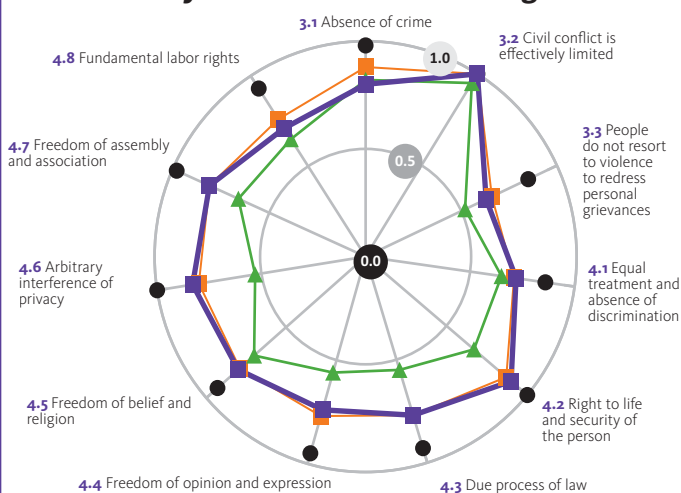 3.1 Absence of crime
3.2 Civil conflict is
effectively limited
1.0
4.8 Fundamental labor rights
3.3 People
do not resort
to violence
to redress
personal
grievances
4.7 Freedom of assembly
and association
0.5
0.0
4.6 Arbitrary
interference of
privacy
4.1 Equal
treatment and
absence of
discrimination
4.5 Freedom of belief and
religion
4.2 Right to life
and security of
the person
4.4 Freedom of opinion and expression
4.3 Due process of law